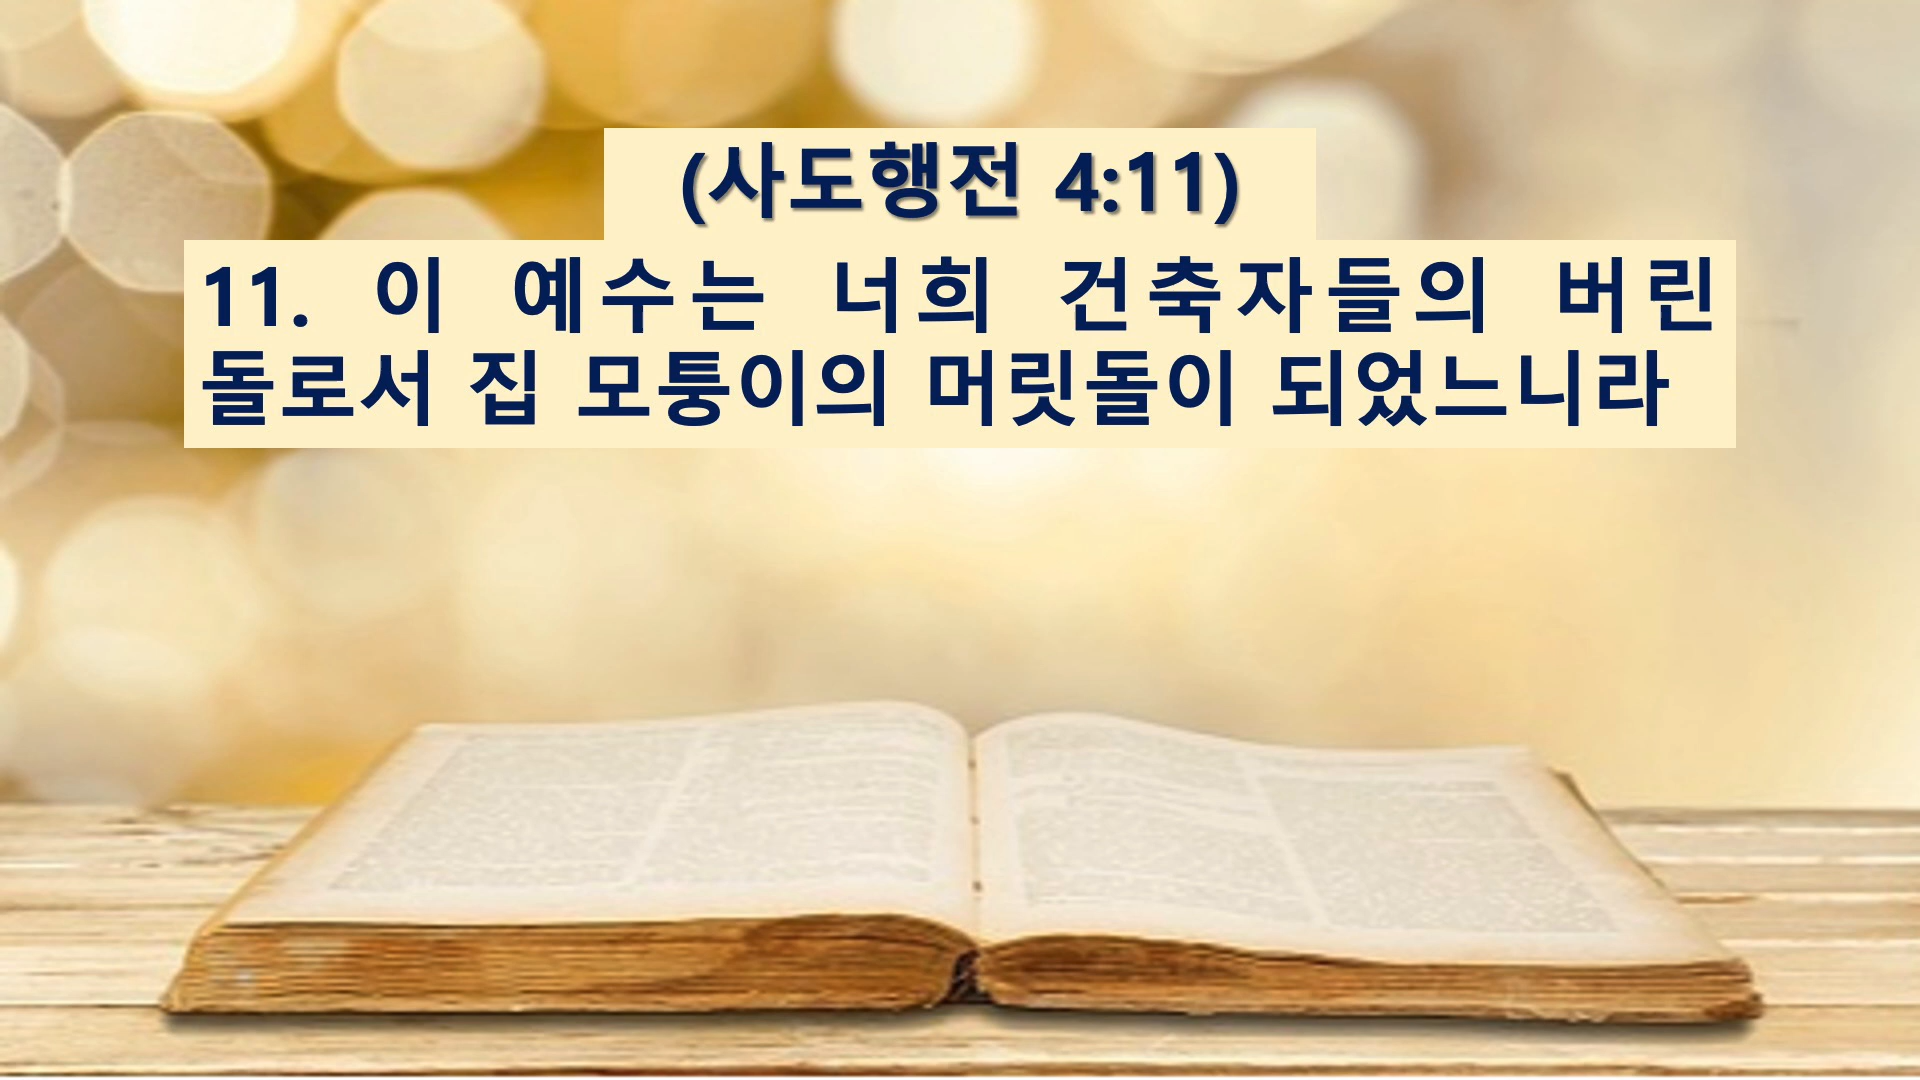 (사도행전 4:11)
11. 이 예수는 너희 건축자들의 버린
돌로서 집 모퉁이의 머릿돌이 되었느니라